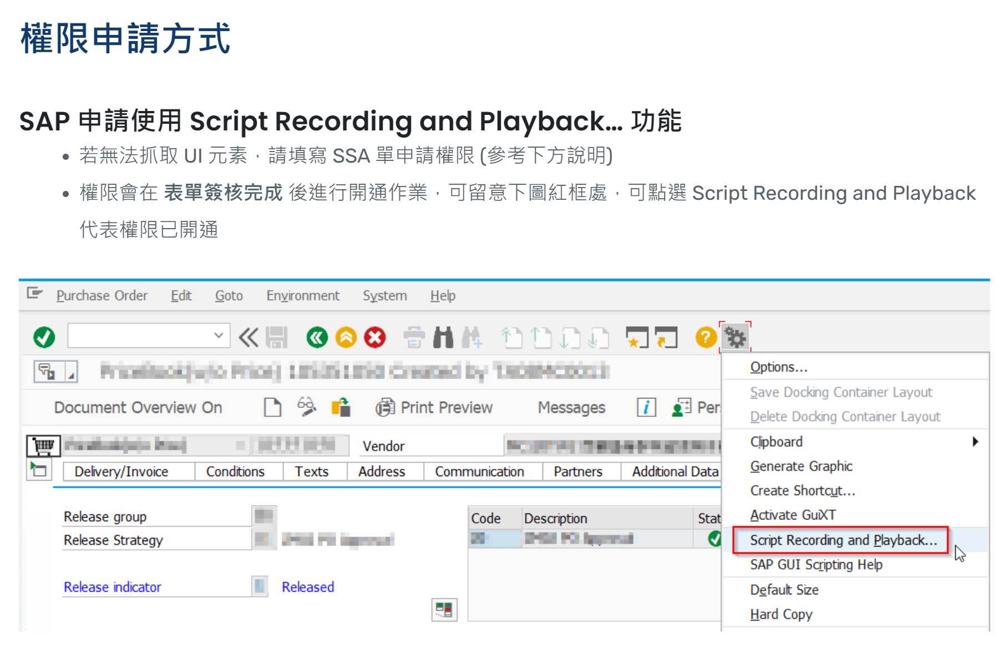 權限申請方式
SAP 申請使用 Script Recording and Playback... 功能
• 若無法抓取 UI 元素，請填寫 SSA 單申請權限 (參考下方說明)
• 權限會在 表單簽核完成 後進行開通作業，可留意下圖紅框處，可點選 Script Recording and Playback
代表權限已開通
Purchase Order Edit Goto Environment System Help
Options...
Save Docking Container Layout
Document Overview On Print Preview Messages Per
Delete Docking Container Layout
Vendor
Clipboard
Delivery/Invoice Conditions Texts Address Communication Partners Additional Data
Generate Graphic
Create Shortcut...
Release group Code Description Stat
Activate GuiXT
Release Strategy
Script Recording and Playback...
SAP GUI Scripting Help
Release indicator Released
Default Size
Hard Copy